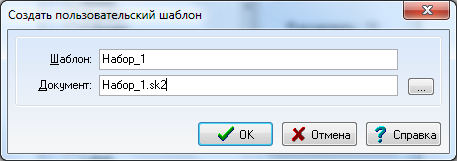 Создать пользовательский шаблон
Шаблон: Набор_1
Документ: Набор_1.sk2 ...
OK Отмена ? Справка